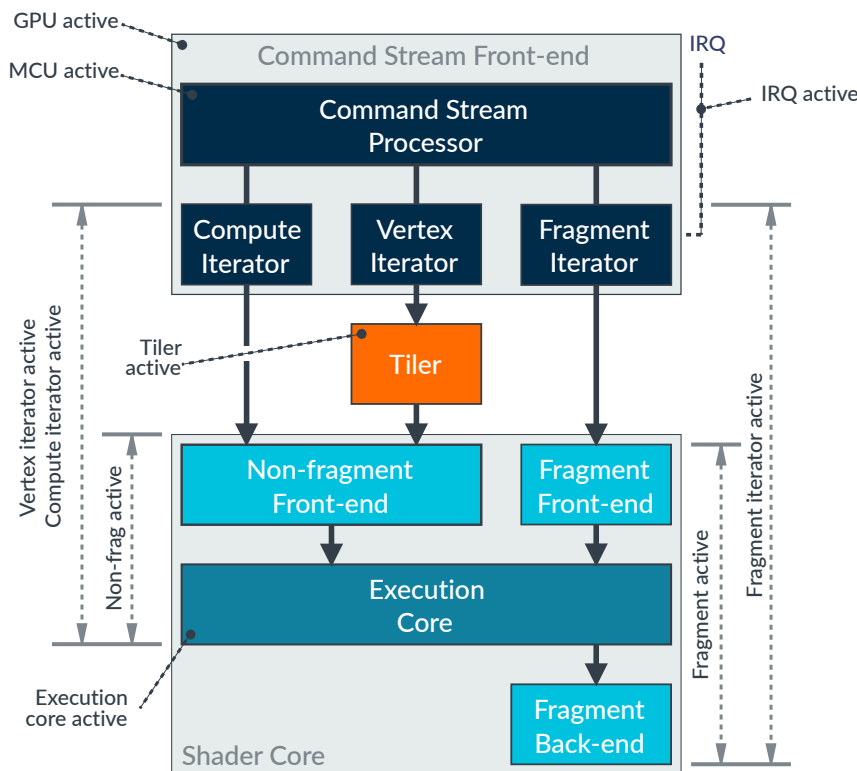 GPU active
MCU active
Command Stream Front-end
IRQ
IRQ active
Command Stream
Processor
Compute
Iterator
Vertex
Iterator
Fragment
Iterator
Tiler
active
Tiler
Vertex iterator active
Compute iterator active
Non-frag active
Non-fragment
Front-end
Fragment
Front-end
Fragment active
Fragment iterator active
Execution
Core
Execution
core active
Fragment
Back-end
Shader Core